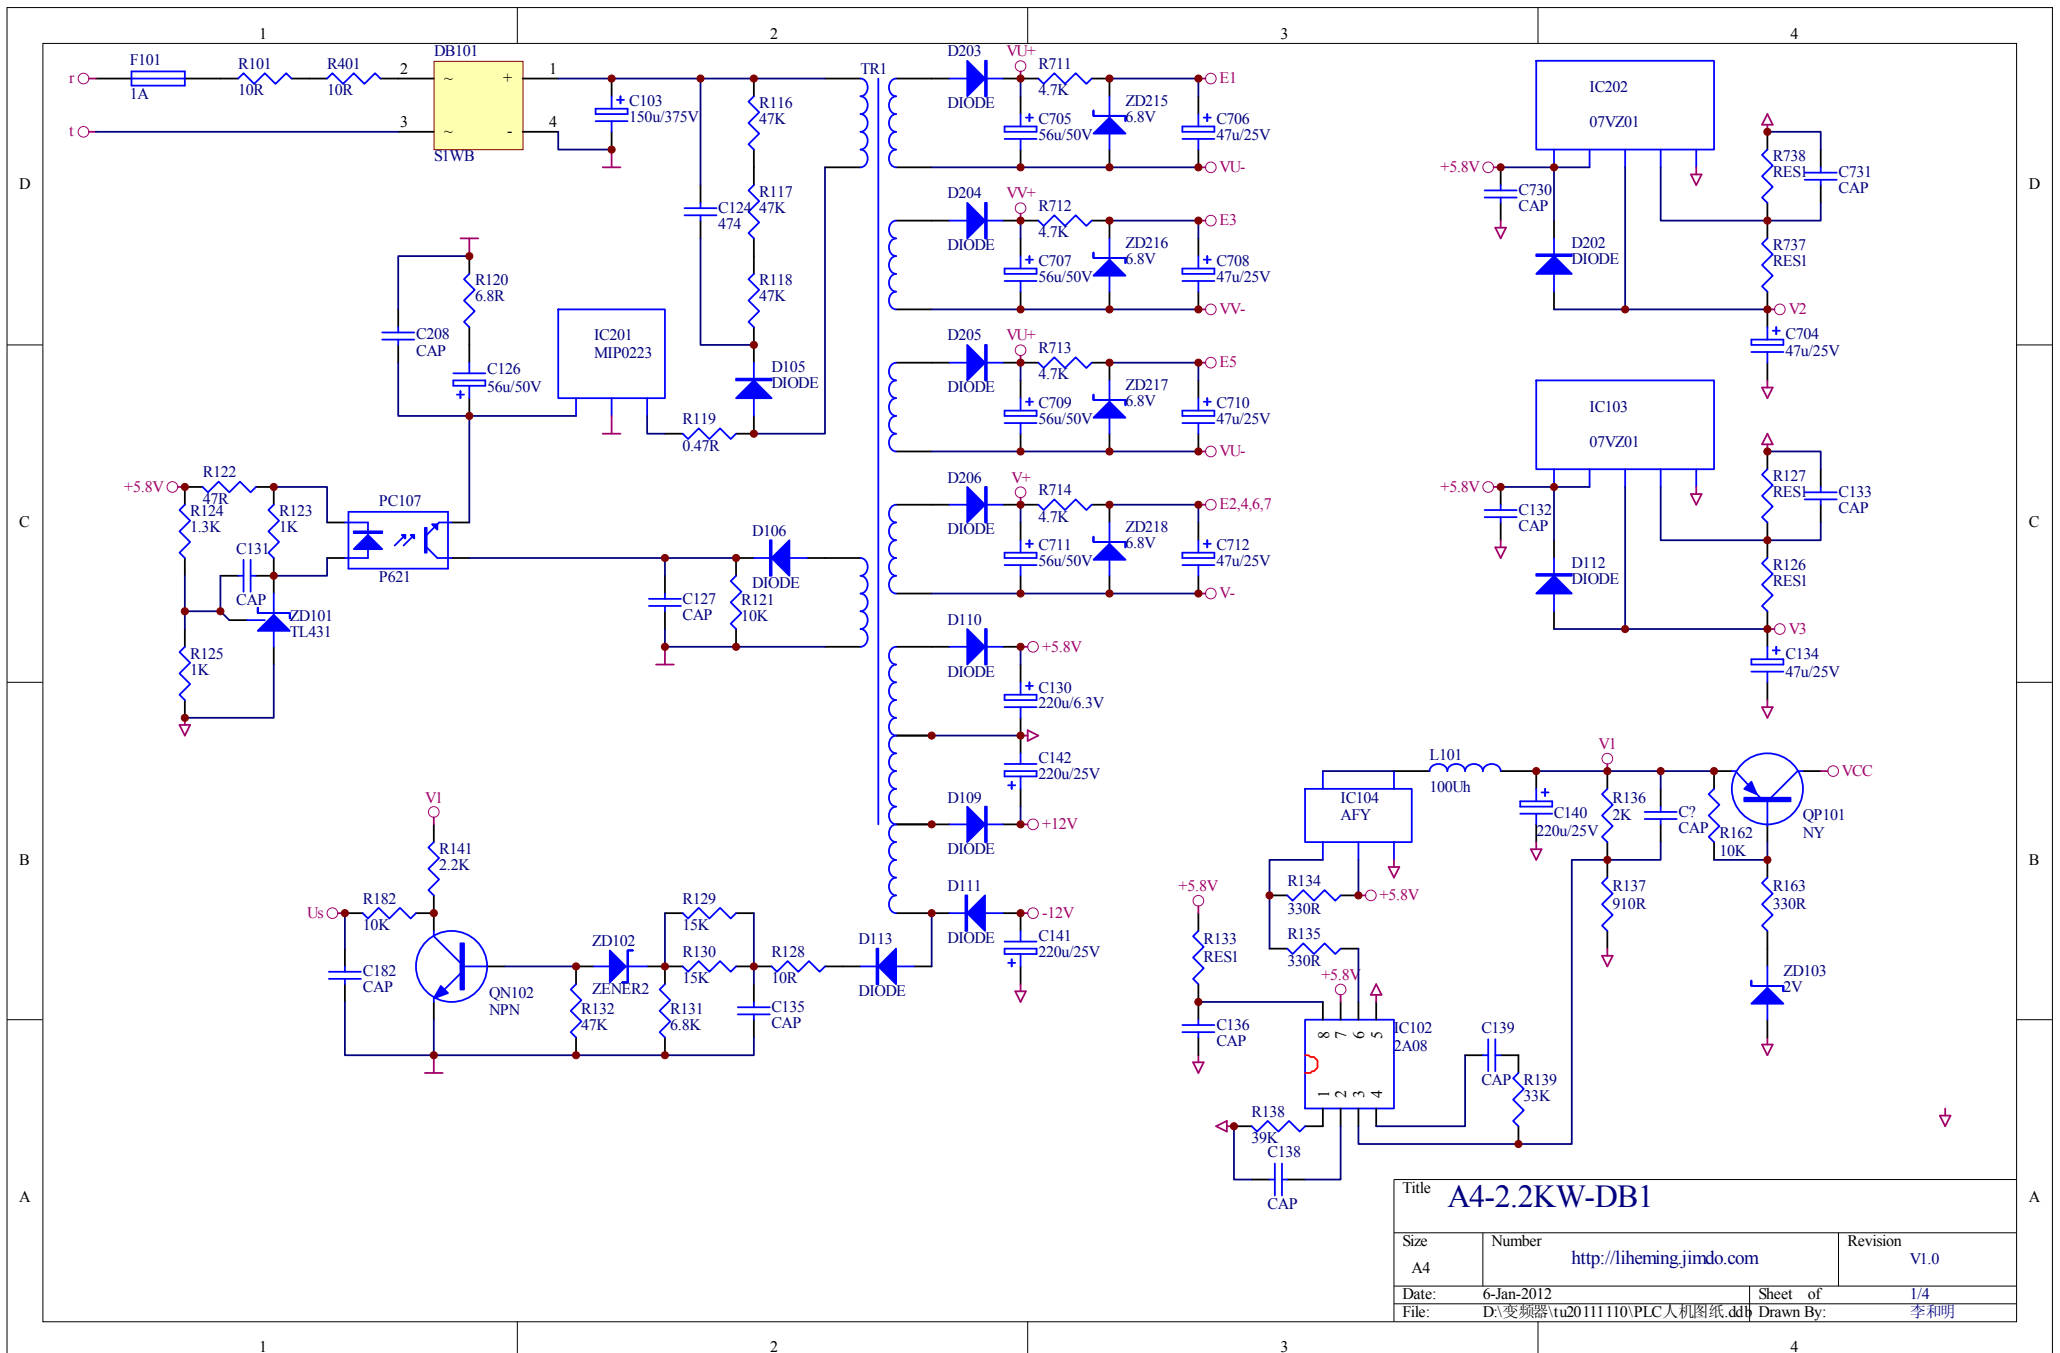 1
2
3
4
D
C
B
A
D
C
B
A
1
2
3
4
r
F101
1A
R101
10R
R401
10R
t
DB101
2
~
+
1
3
~
-
4
S1WB
C103
150u/375V
R116
47K
R117
47K
C124
474
R118
47K
D105
DIODE
R119
0.47R
R120
6.8R
C208
CAP
C126
56u/50V
IC201
MIP0223
TR1
D203
DIODE
VU+
R711
4.7K
C705
56u/50V
ZD215
6.8V
C706
47u/25V
E1
VU-
D204
DIODE
VV+
R712
4.7K
C707
56u/50V
ZD216
6.8V
C708
47u/25V
E3
VV-
D205
DIODE
VU+
R713
4.7K
C709
56u/50V
ZD217
6.8V
C710
47u/25V
E5
VU-
D206
DIODE
V+
R714
4.7K
C711
56u/50V
ZD218
6.8V
C712
47u/25V
E2,4,6,7
V-
D110
DIODE
+5.8V
C130
220u/6.3V
C142
220u/25V
D109
DIODE
+12V
D111
DIODE
-12V
C141
220u/25V
+5.8V
R122
47R
R124
1.3K
R123
1K
C131
CAP
ZD101
TL431
R125
1K
PC107
P621
D106
DIODE
C127
CAP
R121
10K
V1
R141
2.2K
Us
R182
10K
C182
CAP
QN102
NPN
ZD102
ZENER2
R132
47K
R129
15K
R130
15K
R131
6.8K
R128
10R
C135
CAP
D113
DIODE
IC202
07VZ01
+5.8V
C730
CAP
D202
DIODE
R738
RES1
C731
CAP
R737
RES1
V2
C704
47u/25V
IC103
07VZ01
+5.8V
C132
CAP
D112
DIODE
R127
RES1
C133
CAP
R126
RES1
V3
C134
47u/25V
L101
100Uh
IC104
AFY
V1
C140
220u/25V
R136
2K
C?
CAP
R162
10K
QP101
NY
VCC
R137
910R
R163
330R
ZD103
2V
+5.8V
R133
RES1
C136
CAP
R134
330R
+5.8V
R135
330R
+5.8V
IC102
2A08
8
7
6
5
1
2
3
4
C139
CAP
R139
33K
R138
39K
C138
CAP
Title
A4-2.2KW-DB1
Size
A4
Number
http://liheming.jimdo.com
Revision
V1.0
Date:
6-Jan-2012
Sheet of
1/4
File:
D:\变频器\tu20111110\PLC人机图纸.ddb
Drawn By:
李和明